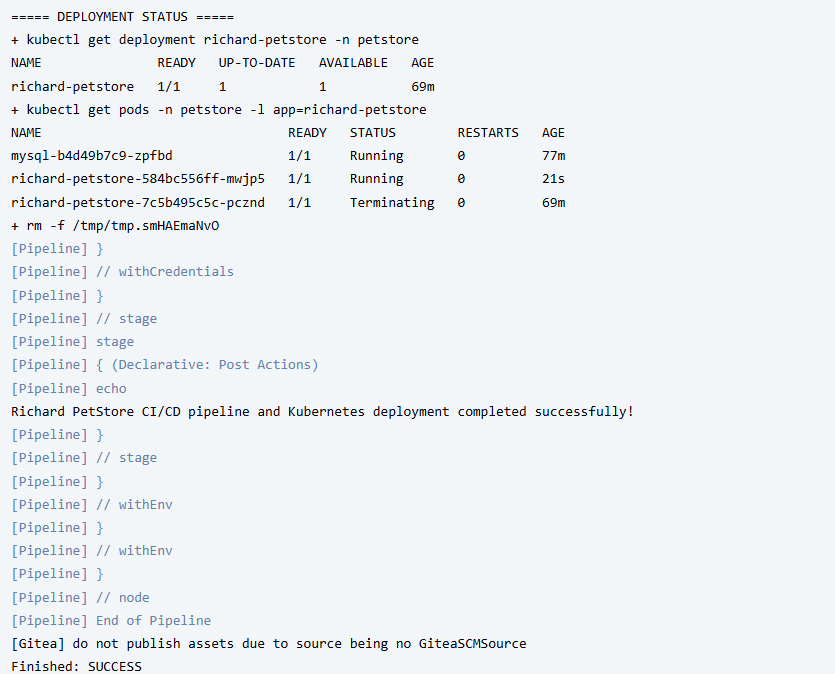 ===== DEPLOYMENT STATUS =====
+ kubectl get deployment richard-petstore -n petstore
NAME               READY   UP-TO-DATE   AVAILABLE   AGE
richard-petstore   1/1     1            1           69m
+ kubectl get pods -n petstore -l app=richard-petstore
NAME                                READY   STATUS        RESTARTS   AGE
mysql-b4d49b7c9-zpfbd               1/1     Running       0          77m
richard-petstore-584bc556ff-mwjp5   1/1     Running       0          21s
richard-petstore-7c5b495c5c-pcznd   1/1     Terminating   0          69m
+ rm -f /tmp/tmp.smHAEmaNvO
[Pipeline] }
[Pipeline] // withCredentials
[Pipeline] }
[Pipeline] // stage
[Pipeline] stage
[Pipeline] { (Declarative: Post Actions)
[Pipeline] echo
Richard PetStore CI/CD pipeline and Kubernetes deployment completed successfully!
[Pipeline] }
[Pipeline] // stage
[Pipeline] }
[Pipeline] // withEnv
[Pipeline] }
[Pipeline] // withEnv
[Pipeline] }
[Pipeline] // node
[Pipeline] End of Pipeline
[Gitea] do not publish assets due to source being no GiteaSCMSource
Finished: SUCCESS